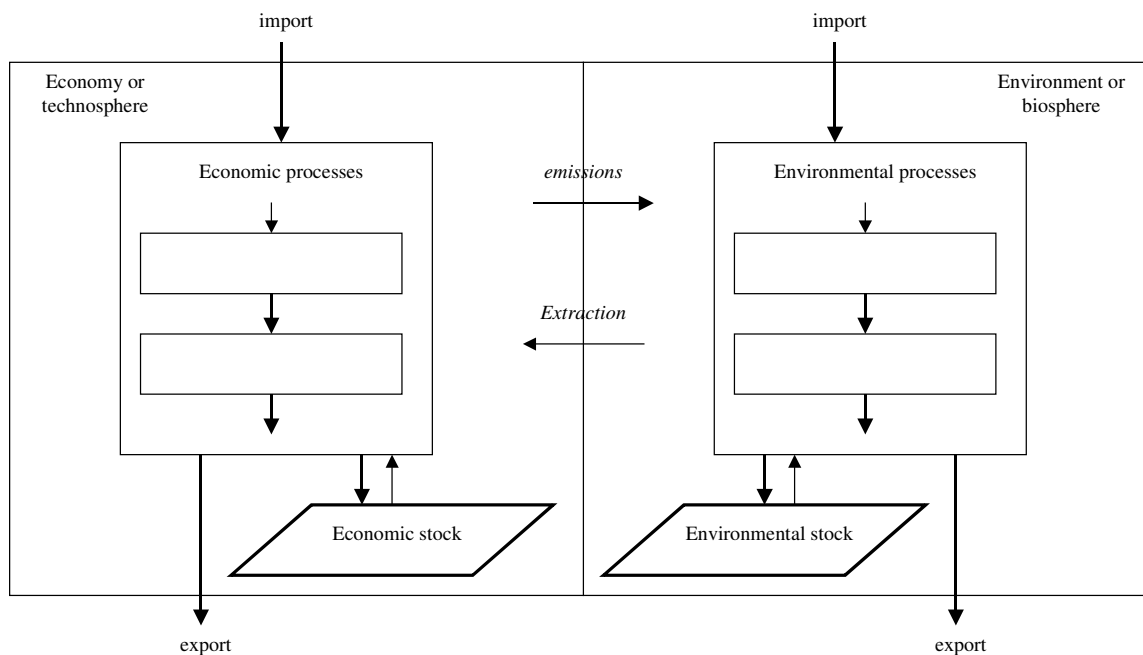 import
import
Economy or
technosphere
Environment or
biosphere
Economic processes
emissions
Environmental processes
Extraction
Economic stock
Environmental stock
export
export